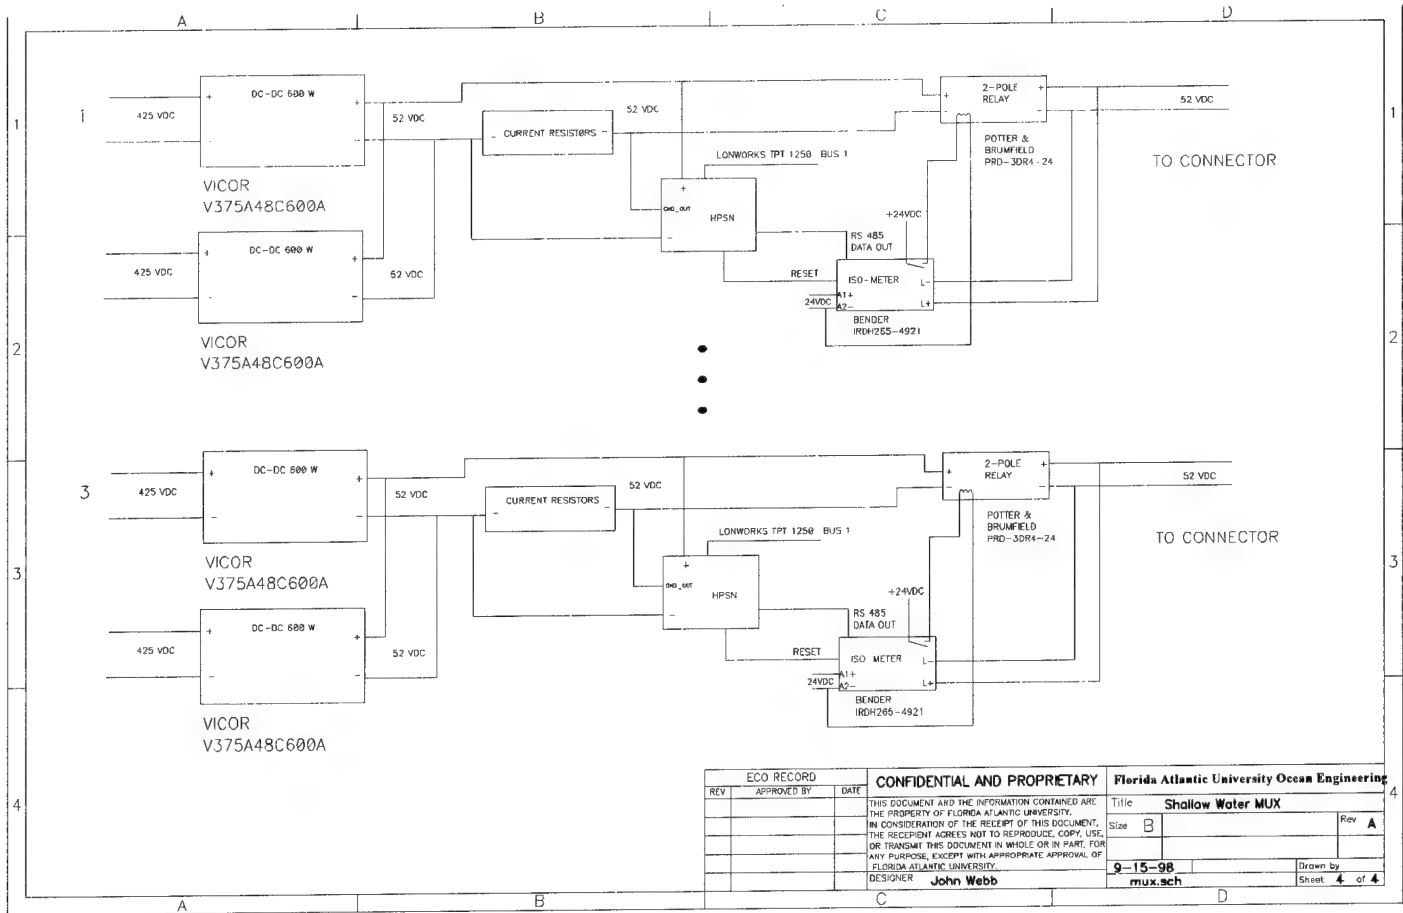 A B C D
1
1
DC-DC 600 W
+ +
425 VDC
52 VDC
- -
VICOR
V375A48C600A
- CURRENT RESISTORS -
52 VDC
2-POLE
RELAY
+ +
- -
52 VDC
POTTER &
BRUMFIELD
PRD-3DR4-24
TO CONNECTOR
1
LONWORKS TPT 1250 BUS 1
+
GND_OUT
HPSN
-
DC-DC 600 W
+ +
425 VDC
52 VDC
- -
VICOR
V375A48C600A
+24VDC
RS 485
DATA OUT
RESET
ISO-METER
L-
A1+
L+
24VDC
A2-
BENDER
IRDH265-4921
2
2
3
DC-DC 600 W
+ +
425 VDC
52 VDC
- -
VICOR
V375A48C600A
- CURRENT RESISTORS -
52 VDC
2-POLE
RELAY
+ +
- -
52 VDC
POTTER &
BRUMFIELD
PRD-3DR4-24
TO CONNECTOR
3
3
LONWORKS TPT 1250 BUS 1
+
GND_OUT
HPSN
-
DC-DC 600 W
+ +
425 VDC
52 VDC
- -
VICOR
V375A48C600A
+24VDC
RS 485
DATA OUT
RESET
ISO METER
L-
A1+
L+
24VDC
A2-
BENDER
IRDH265-4921
4
4
ECO RECORD
REV APPROVED BY DATE
CONFIDENTIAL AND PROPRIETARY
THIS DOCUMENT AND THE INFORMATION CONTAINED ARE
THE PROPERTY OF FLORIDA ATLANTIC UNIVERSITY.
IN CONSIDERATION OF THE RECEIPT OF THIS DOCUMENT,
THE RECEPIENT AGREES NOT TO REPRODUCE, COPY, USE,
OR TRANSMIT THIS DOCUMENT IN WHOLE OR IN PART, FOR
ANY PURPOSE, EXCEPT WITH APPROPRIATE APPROVAL OF
FLORIDA ATLANTIC UNIVERSITY.
DESIGNER John Webb
Florida Atlantic University Ocean Engineering
Title Shallow Water MUX
Size B Rev A
9-15-98 Drawn by
mux.sch Sheet 4 of 4
A B C D